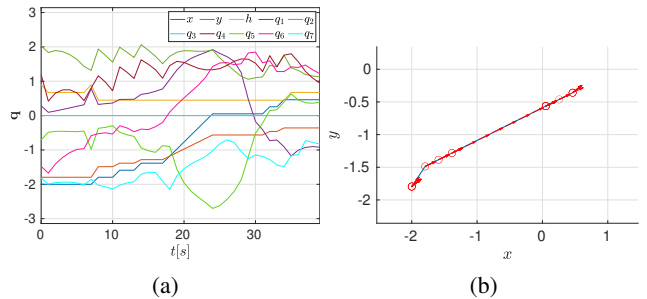 x y h q₁ q₂
q₃ q₄ q₅ q₆ q₇
3
2
1
0
-1
-2
-3
q
0 10 20 30
t[s]
(a)
0
-0.5
-1
-1.5
-2
y
-2 -1 0 1
x
(b)